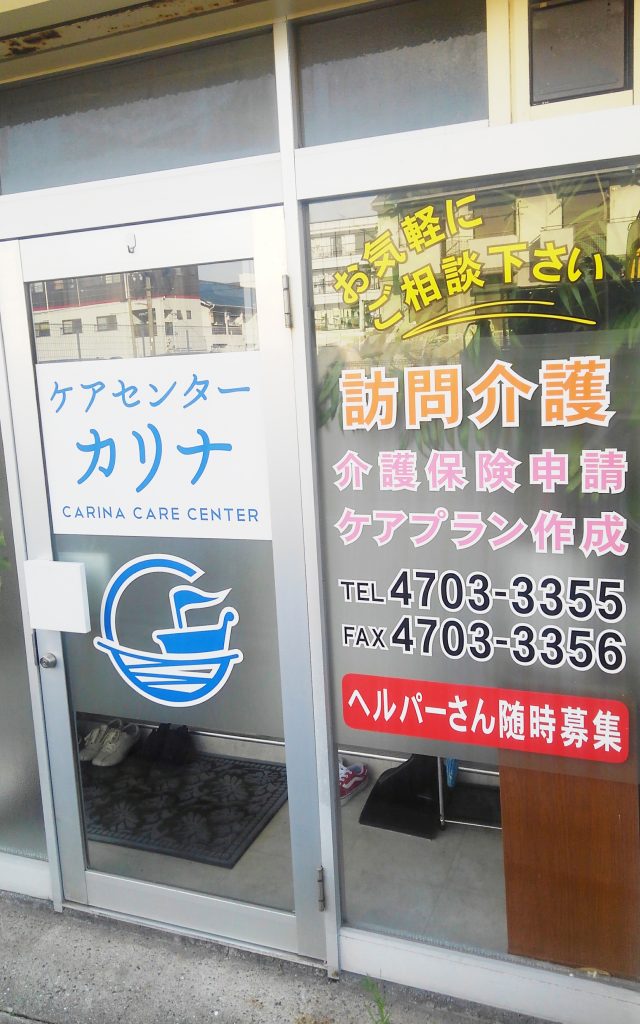 ケアセンター
カリナ
CARINA CARE CENTER
お気軽に
ご相談下さい
訪問介護
介護保険申請
ケアプラン作成
TEL 4703-3355
FAX 4703-3356
ヘルパーさん随時募集